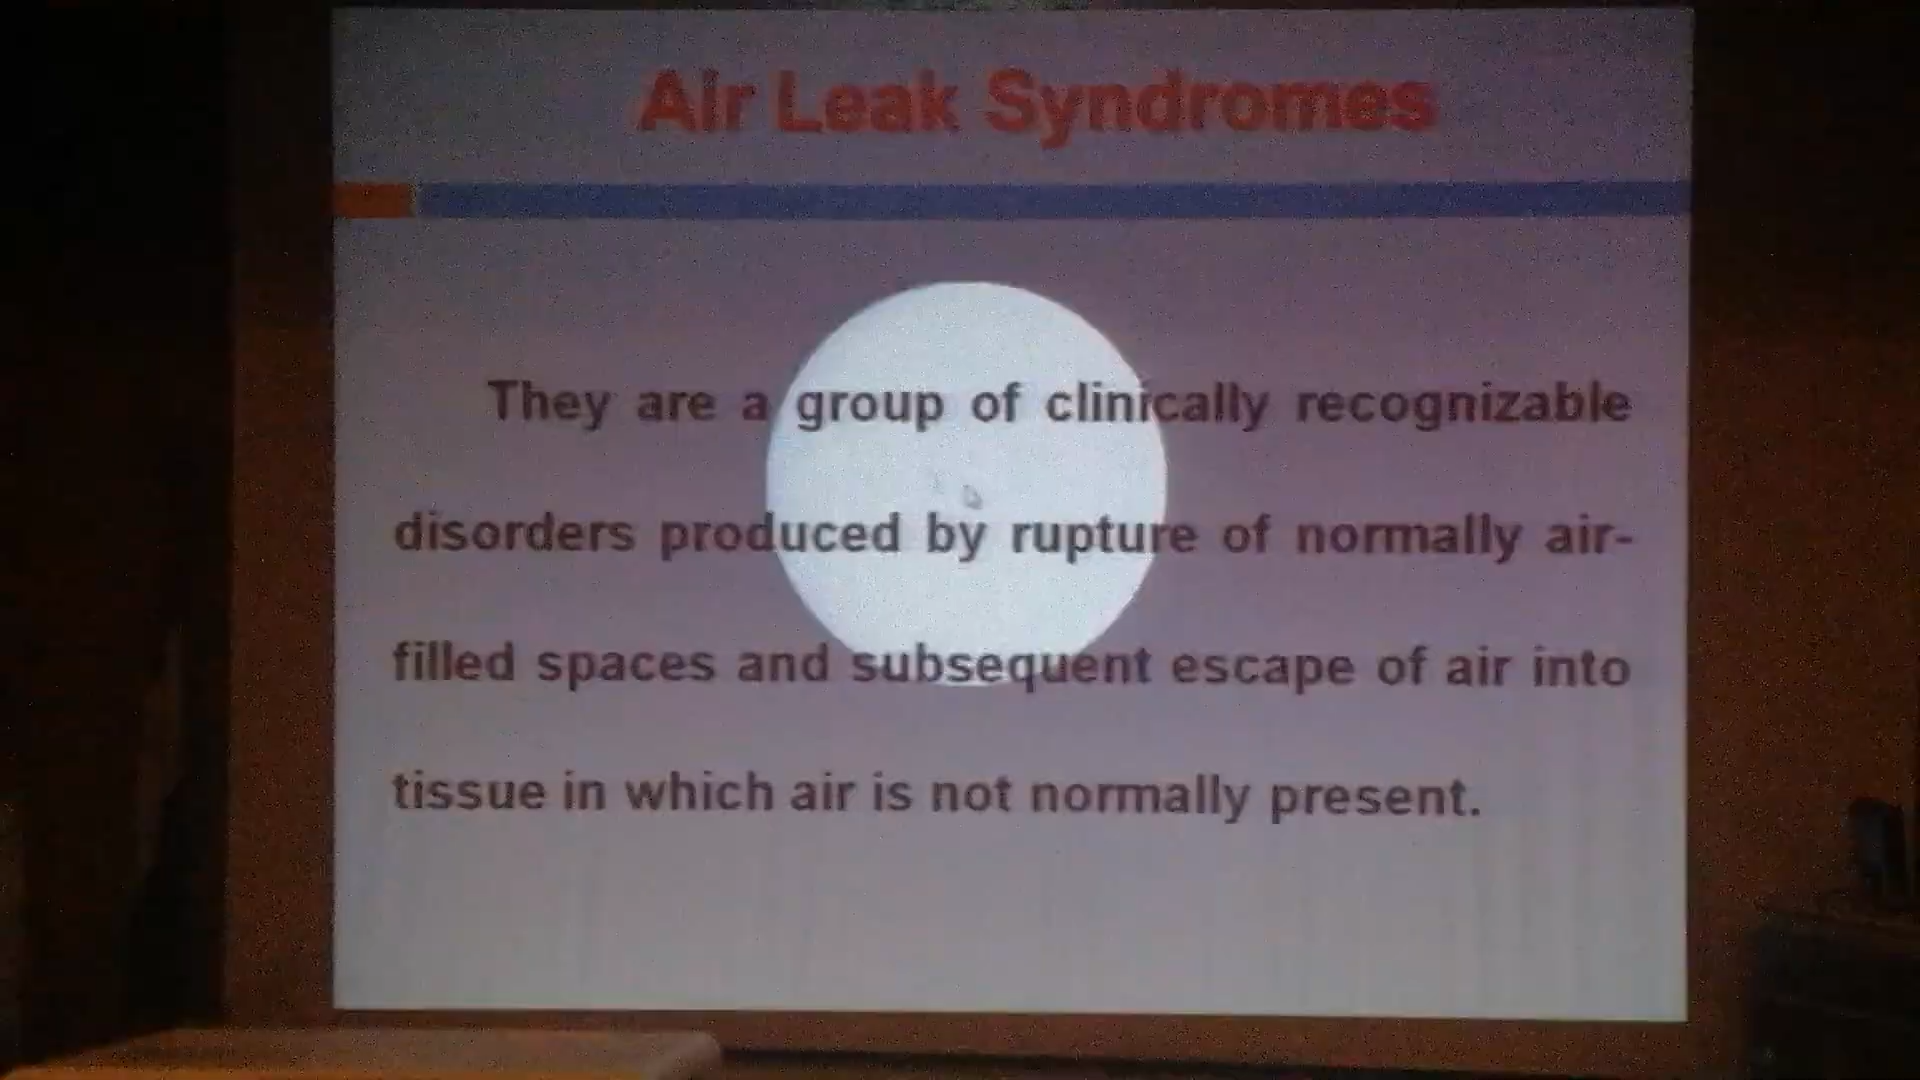 Air Leak Syndromes
They are a group of clinically recognizable
disorders produced by rupture of normally air-
filled spaces and subsequent escape of air into
tissue in which air is not normally present.